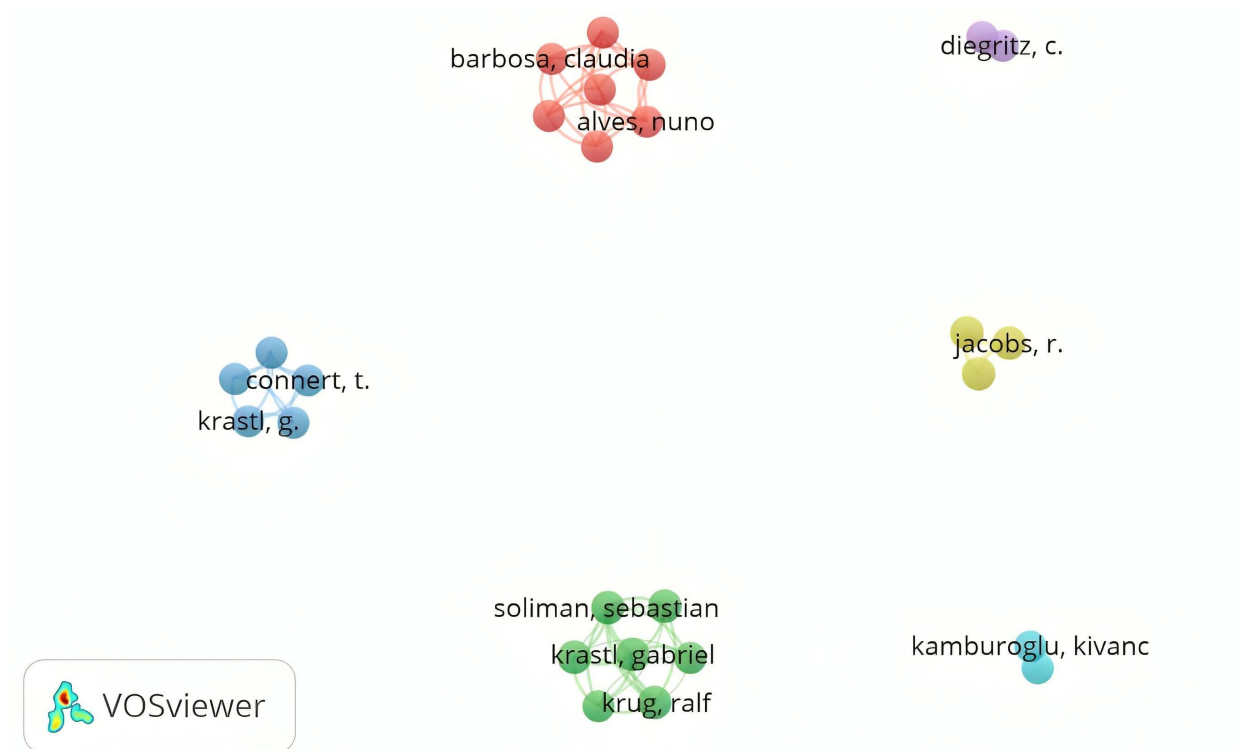 diegritz, c.
barbosa, claudia
alves, nuno
jacobs, r.
connert, t.
krastl, g.
soliman, sebastian
kamburoglu, kivanc
krastl, gabriel
krug, ralf
VOSviewer